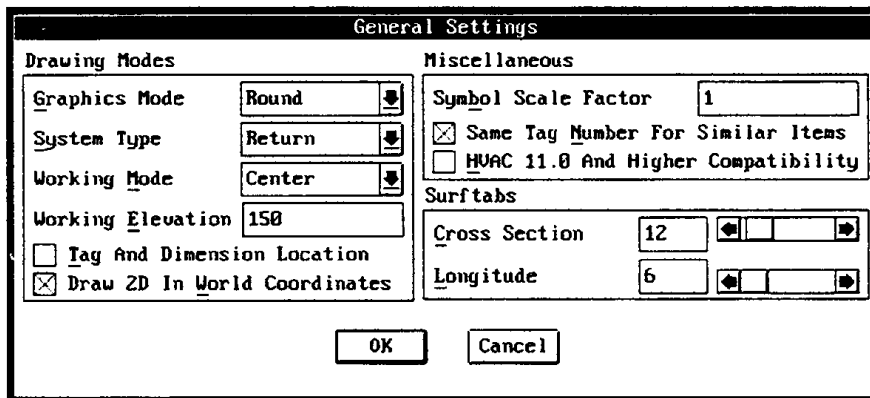 General Settings
Drawing Modes
Graphics Mode Round
System Type Return
Working Mode Center
Working Elevation 150
Tag And Dimension Location
Draw 2D In World Coordinates
Miscellaneous
Symbol Scale Factor 1
Same Tag Number For Similar Items
HVAC 11.0 And Higher Compatibility
Surftabs
Cross Section 12
Longitude 6
OK Cancel